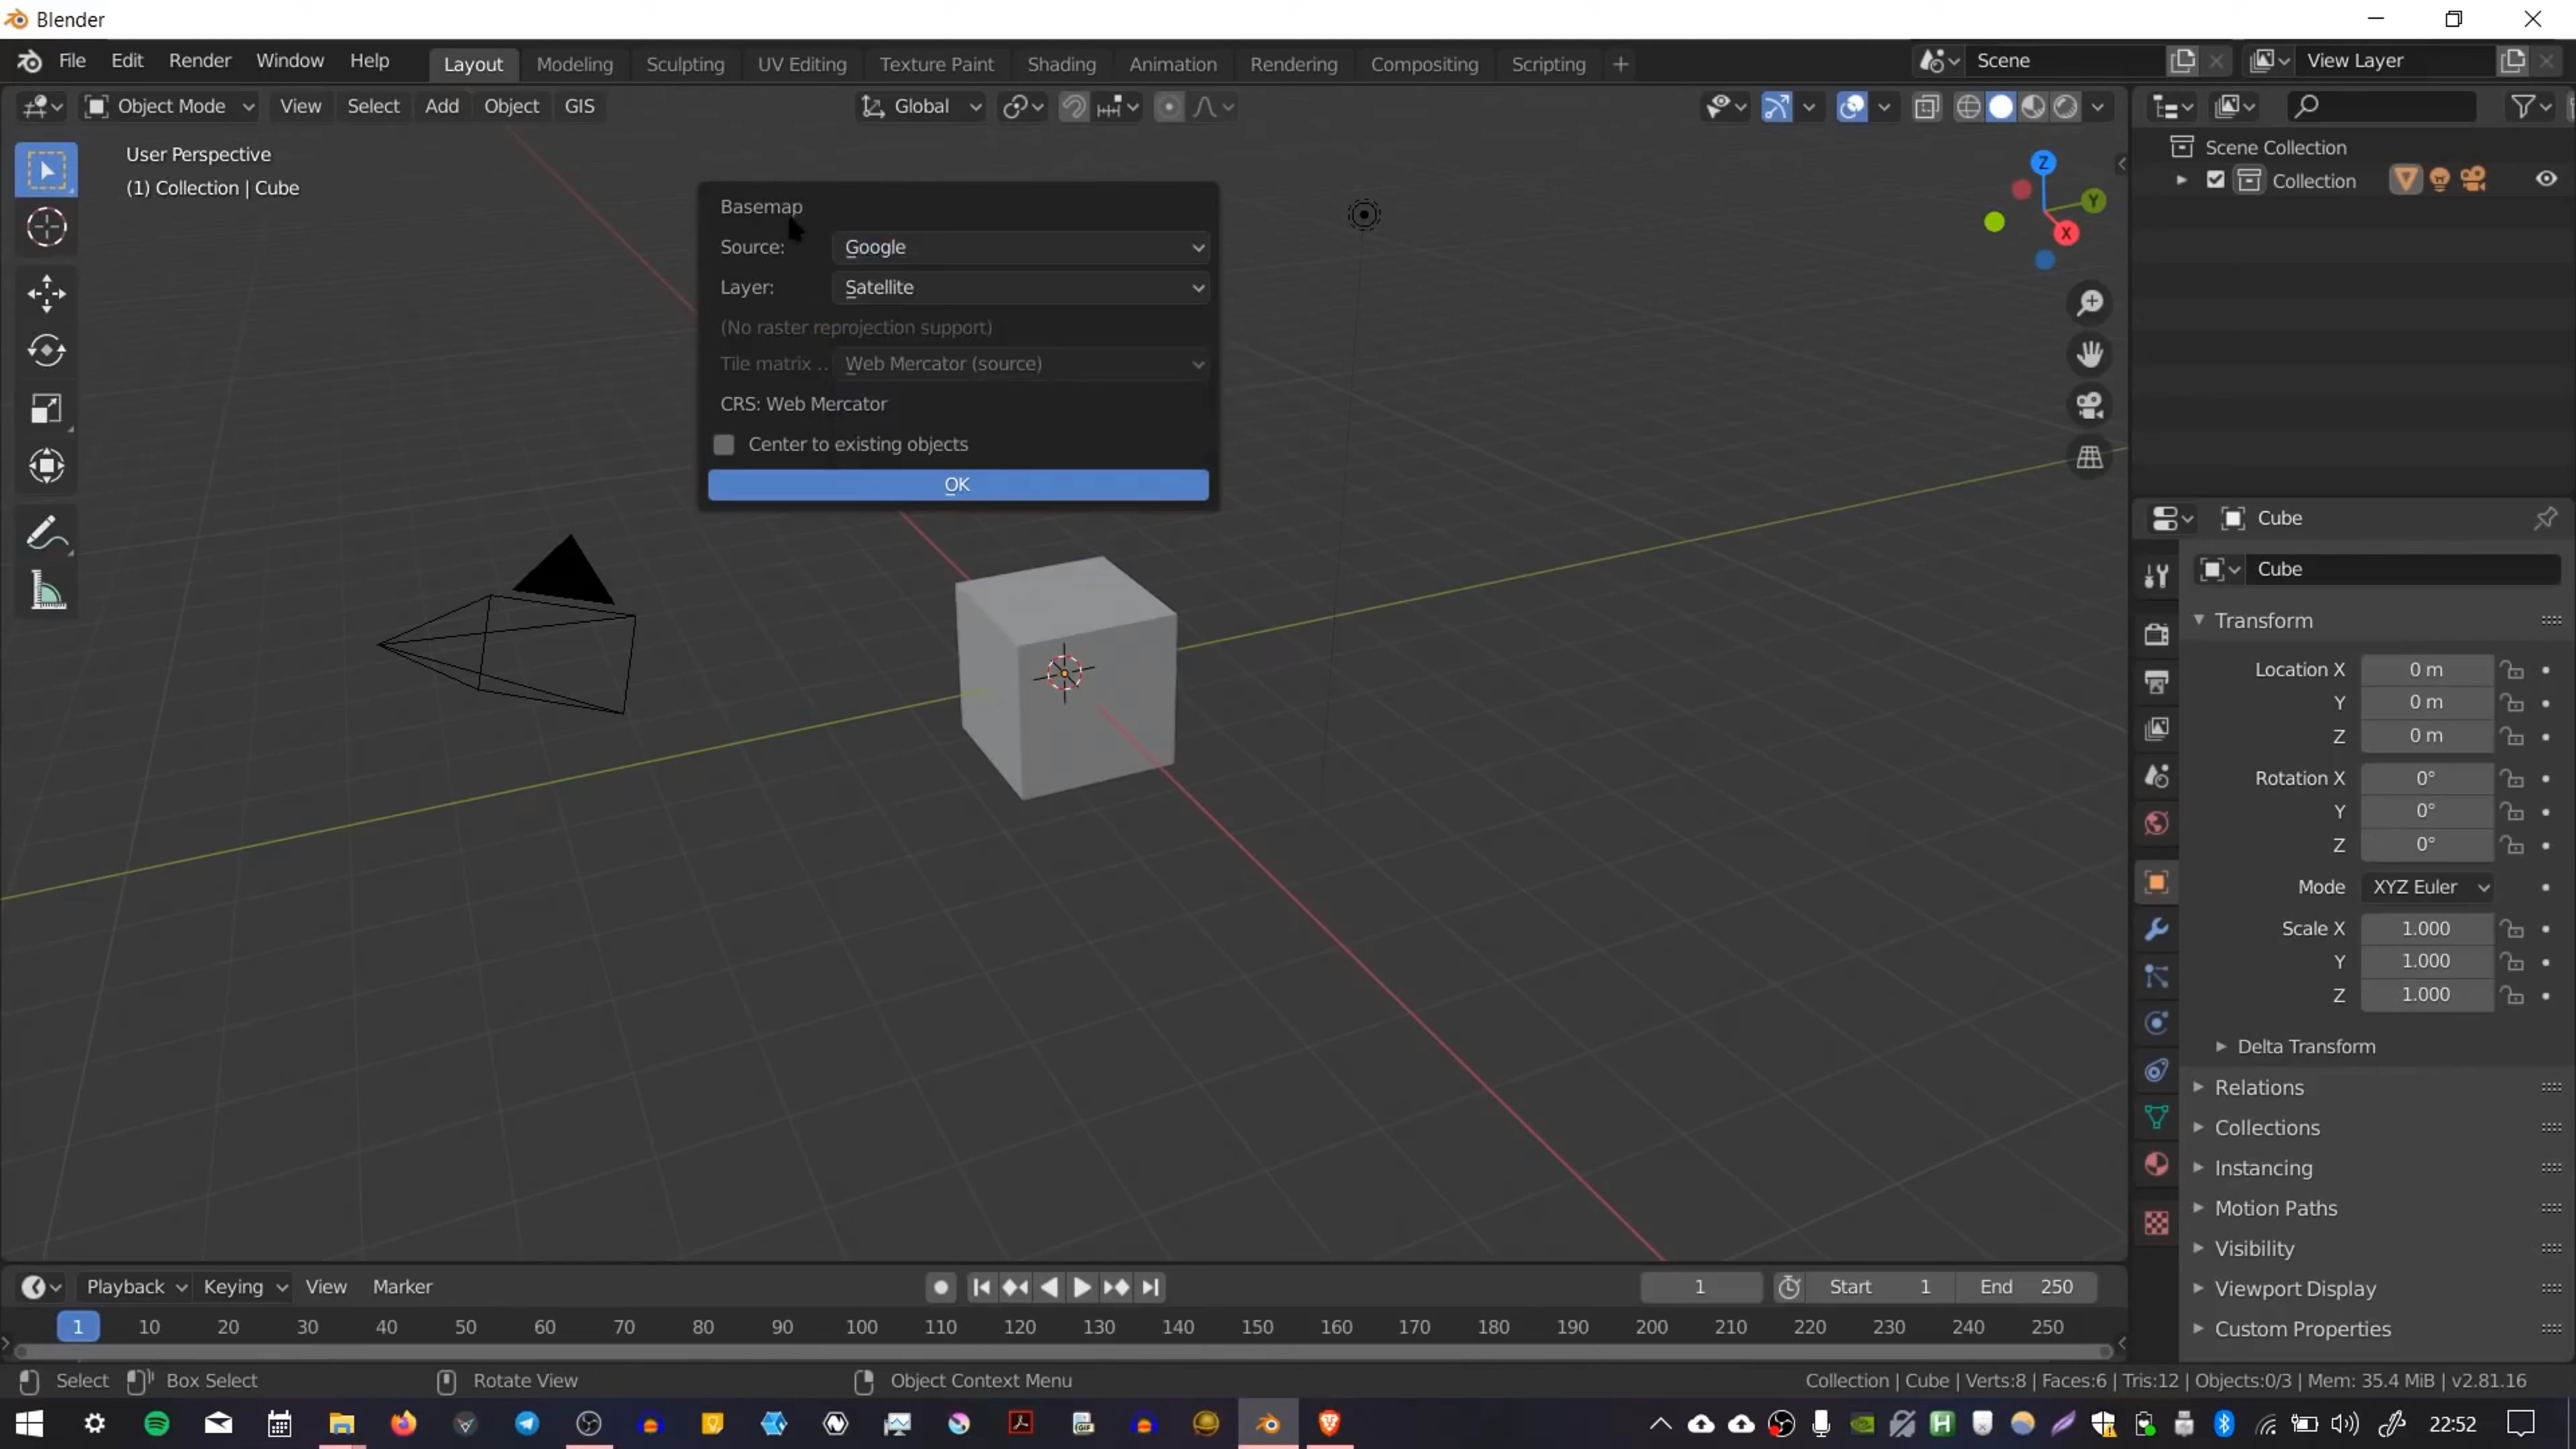 Blender
File Edit Render Window Help Layout Modeling Sculpting UV Editing Texture Paint Shading Animation Rendering Compositing Scripting + Scene View Layer
Object Mode View Select Add Object GIS Global
User Perspective
(1) Collection | Cube
Basemap
Source: Google
Layer: Satellite
(No raster reprojection support)
Tile matrix .. Web Mercator (source)
CRS: Web Mercator
Center to existing objects
OK
Z
Y
X
Scene Collection
Collection
Cube
Cube
Transform
Location X 0 m
Y 0 m
Z 0 m
Rotation X 0°
Y 0°
Z 0°
Mode XYZ Euler
Scale X 1.000
Y 1.000
Z 1.000
Delta Transform
Relations
Collections
Instancing
Motion Paths
Visibility
Viewport Display
Custom Properties
Playback Keying View Marker 1 Start 1 End 250
1 10 20 30 40 50 60 70 80 90 100 110 120 130 140 150 160 170 180 190 200 210 220 230 240 250
Select Box Select Rotate View Object Context Menu Collection | Cube | Verts:8 | Faces:6 | Tris:12 | Objects:0/3 | Mem: 35.4 MiB | v2.81.16
GIF H 22:52